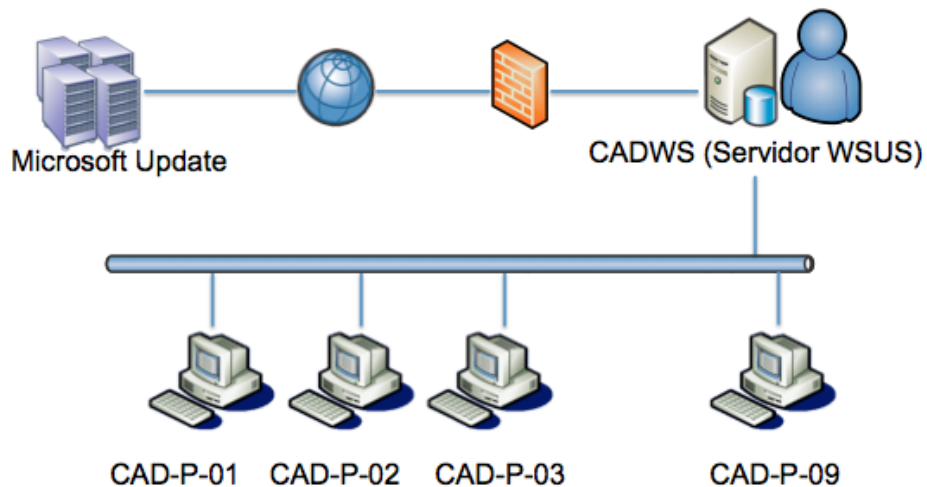 Microsoft Update
CADWS (Servidor WSUS)
CAD-P-01
CAD-P-02
CAD-P-03
CAD-P-09